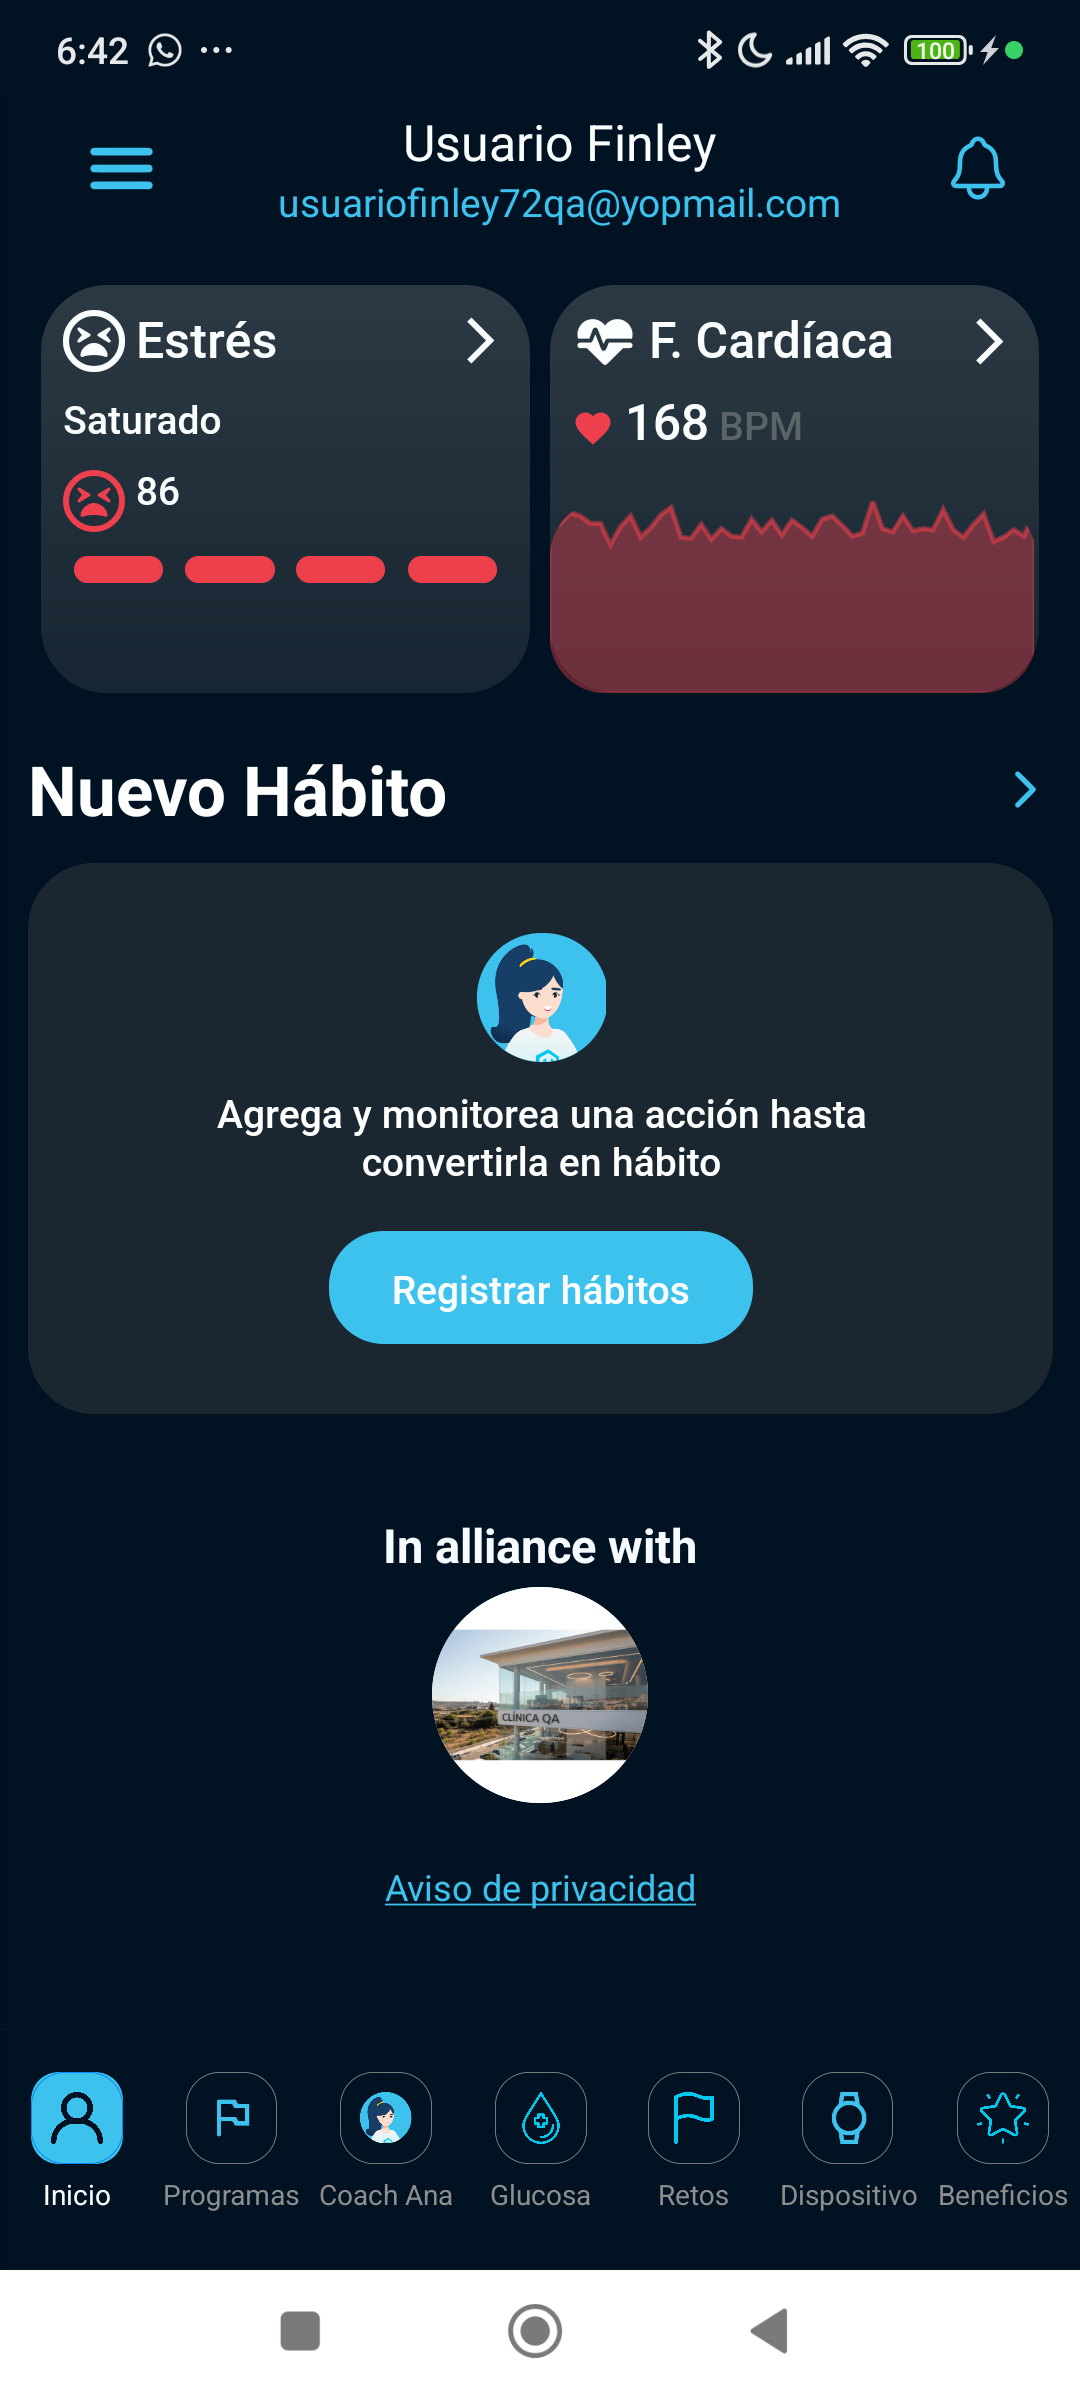 6:42
100
Usuario Finley
usuariofinley72qa@yopmail.com
Estrés
Saturado
86
F. Cardíaca
168 BPM
Nuevo Hábito
Agrega y monitorea una acción hasta
convertirla en hábito
Registrar hábitos
In alliance with
CLÍNICA QA
Aviso de privacidad
Inicio
Programas
Coach Ana
Glucosa
Retos
Dispositivo
Beneficios